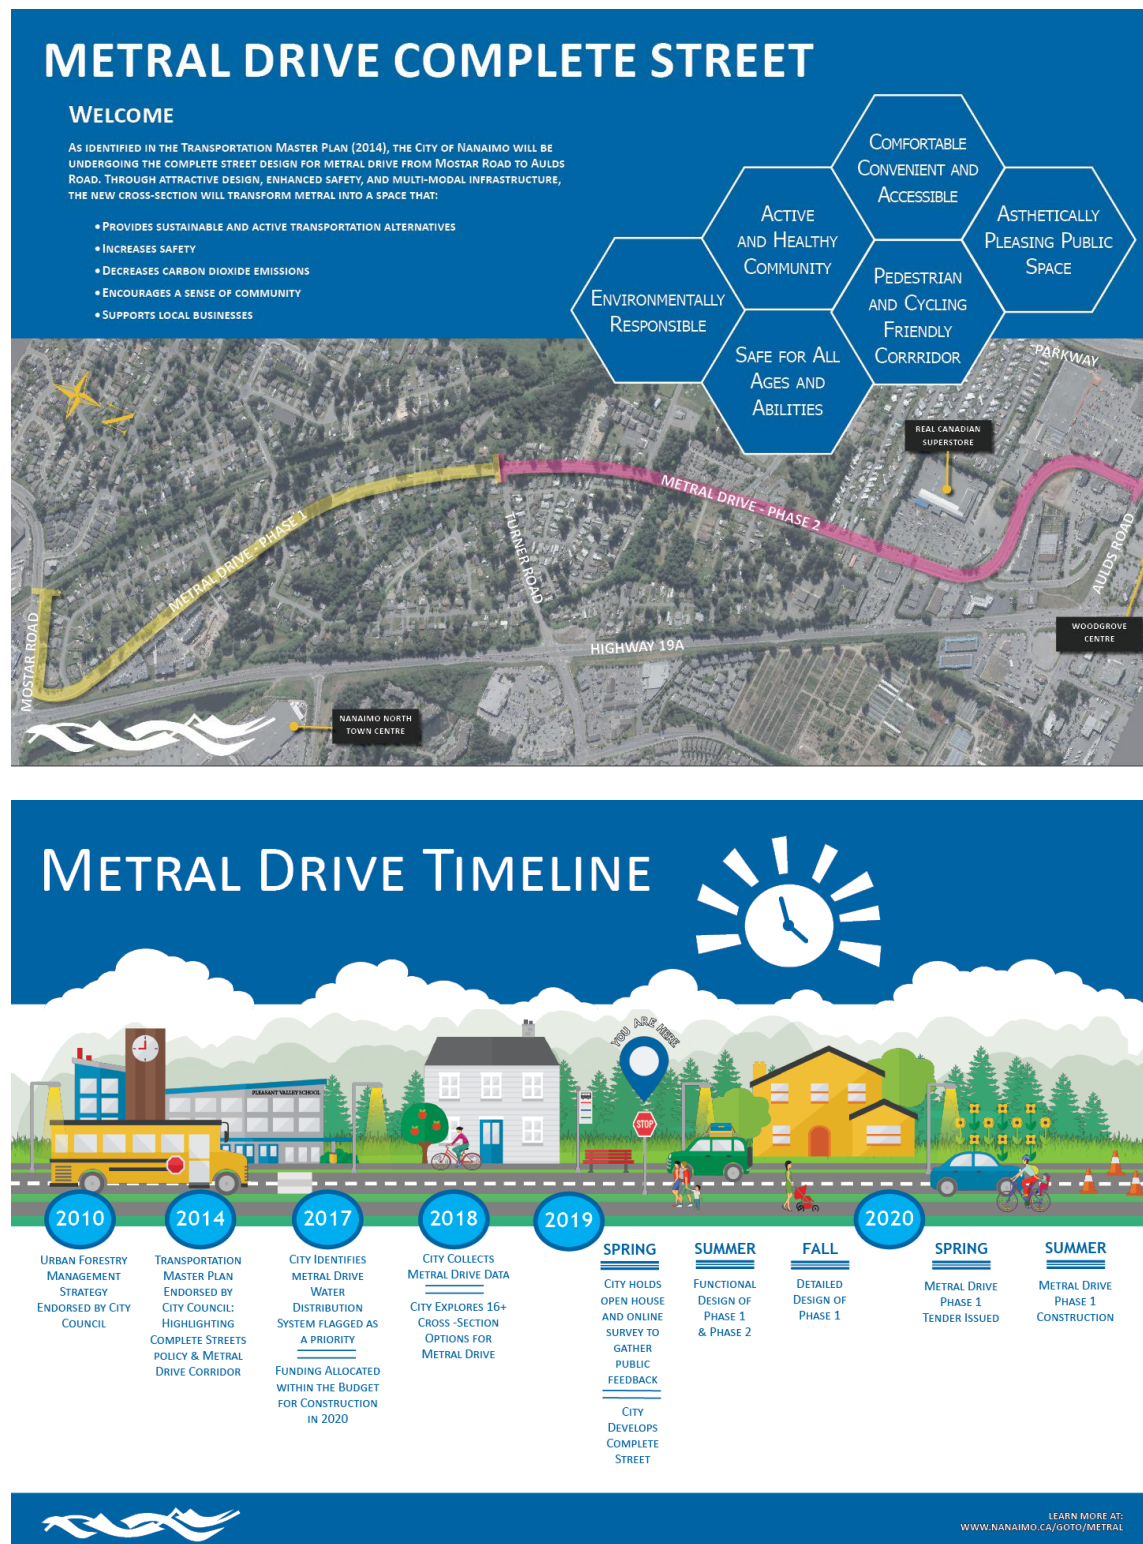 METRAL DRIVE COMPLETE STREET
WELCOME
AS IDENTIFIED IN THE TRANSPORTATION MASTER PLAN (2014), THE CITY OF NANAIMO WILL BE
UNDERGOING THE COMPLETE STREET DESIGN FOR METRAL DRIVE FROM MOSTAR ROAD TO AULDS
ROAD. THROUGH ATTRACTIVE DESIGN, ENHANCED SAFETY, AND MULTI-MODAL INFRASTRUCTURE,
THE NEW CROSS-SECTION WILL TRANSFORM METRAL INTO A SPACE THAT:
• PROVIDES SUSTAINABLE AND ACTIVE TRANSPORTATION ALTERNATIVES
• INCREASES SAFETY
• DECREASES CARBON DIOXIDE EMISSIONS
• ENCOURAGES A SENSE OF COMMUNITY
• SUPPORTS LOCAL BUSINESSES
COMFORTABLE
CONVENIENT AND
ACCESSIBLE
ACTIVE
AND HEALTHY
COMMUNITY
ASTHETICALLY
PLEASING PUBLIC
SPACE
ENVIRONMENTALLY
RESPONSIBLE
PEDESTRIAN
AND CYCLING
FRIENDLY
CORRRIDOR
SAFE FOR ALL
AGES AND
ABILITIES
PARKWAY
REAL CANADIAN
SUPERSTORE
METRAL DRIVE - PHASE 1
METRAL DRIVE - PHASE 2
TURNER ROAD
AULDS ROAD
MOSTAR ROAD
HIGHWAY 19A
WOODGROVE
CENTRE
NANAIMO NORTH
TOWN CENTRE
METRAL DRIVE TIMELINE
YOU ARE HERE
PLEASANT VALLEY SCHOOL
STOP
2010
URBAN FORESTRY
MANAGEMENT
STRATEGY
ENDORSED BY CITY
COUNCIL
2014
TRANSPORTATION
MASTER PLAN
ENDORSED BY
CITY COUNCIL:
HIGHLIGHTING
COMPLETE STREETS
POLICY & METRAL
DRIVE CORRIDOR
2017
CITY IDENTIFIES
METRAL DRIVE
WATER
DISTRIBUTION
SYSTEM FLAGGED AS
A PRIORITY
FUNDING ALLOCATED
WITHIN THE BUDGET
FOR CONSTRUCTION
IN 2020
2018
CITY COLLECTS
METRAL DRIVE DATA
CITY EXPLORES 16+
CROSS -SECTION
OPTIONS FOR
METRAL DRIVE
2019
SPRING
CITY HOLDS
OPEN HOUSE
AND ONLINE
SURVEY TO
GATHER
PUBLIC
FEEDBACK
CITY
DEVELOPS
COMPLETE
STREET
SUMMER
FUNCTIONAL
DESIGN OF
PHASE 1
& PHASE 2
FALL
DETAILED
DESIGN OF
PHASE 1
2020
SPRING
METRAL DRIVE
PHASE 1
TENDER ISSUED
SUMMER
METRAL DRIVE
PHASE 1
CONSTRUCTION
LEARN MORE AT:
WWW.NANAIMO.CA/GOTO/METRAL